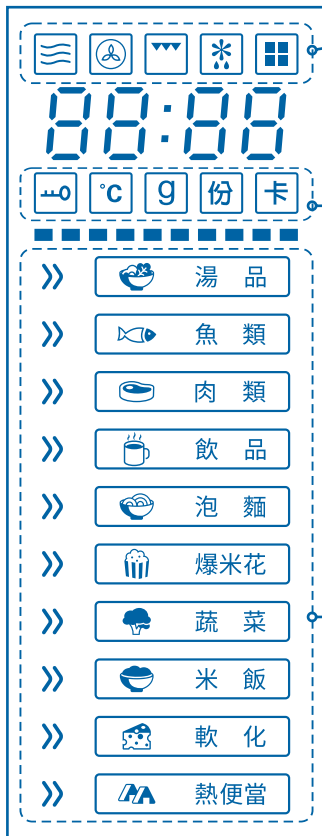 88:88
°C g 份 卡
湯品
魚類
肉類
飲品
泡麵
爆米花
蔬菜
米飯
軟化
熱便當